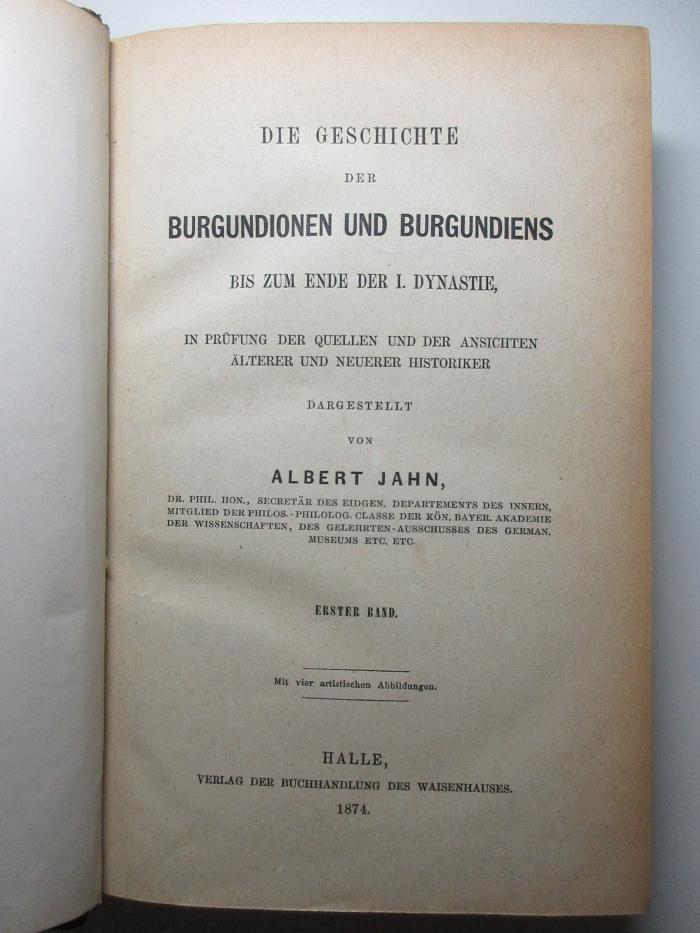 DIE GESCHICHTE
DER
BURGUNDIONEN UND BURGUNDIENS
BIS ZUM ENDE DER I. DYNASTIE,
IN PRÜFUNG DER QUELLEN UND DER ANSICHTEN
ÄLTERER UND NEUERER HISTORIKER
DARGESTELLT
VON
ALBERT JAHN,
DR. PHIL. HON., SECRETÄR DES EIDGEN. DEPARTEMENTS DES INNERN,
MITGLIED DER PHILOS.-PHILOLOG. CLASSE DER KÖN. BAYER. AKADEMIE
DER WISSENSCHAFTEN, DES GELEHRTEN-AUSSCHUSSES DES GERMAN.
MUSEUMS ETC. ETC.
ERSTER BAND.
Mit vier artistischen Abbildungen.
HALLE,
VERLAG DER BUCHHANDLUNG DES WAISENHAUSES.
1874.